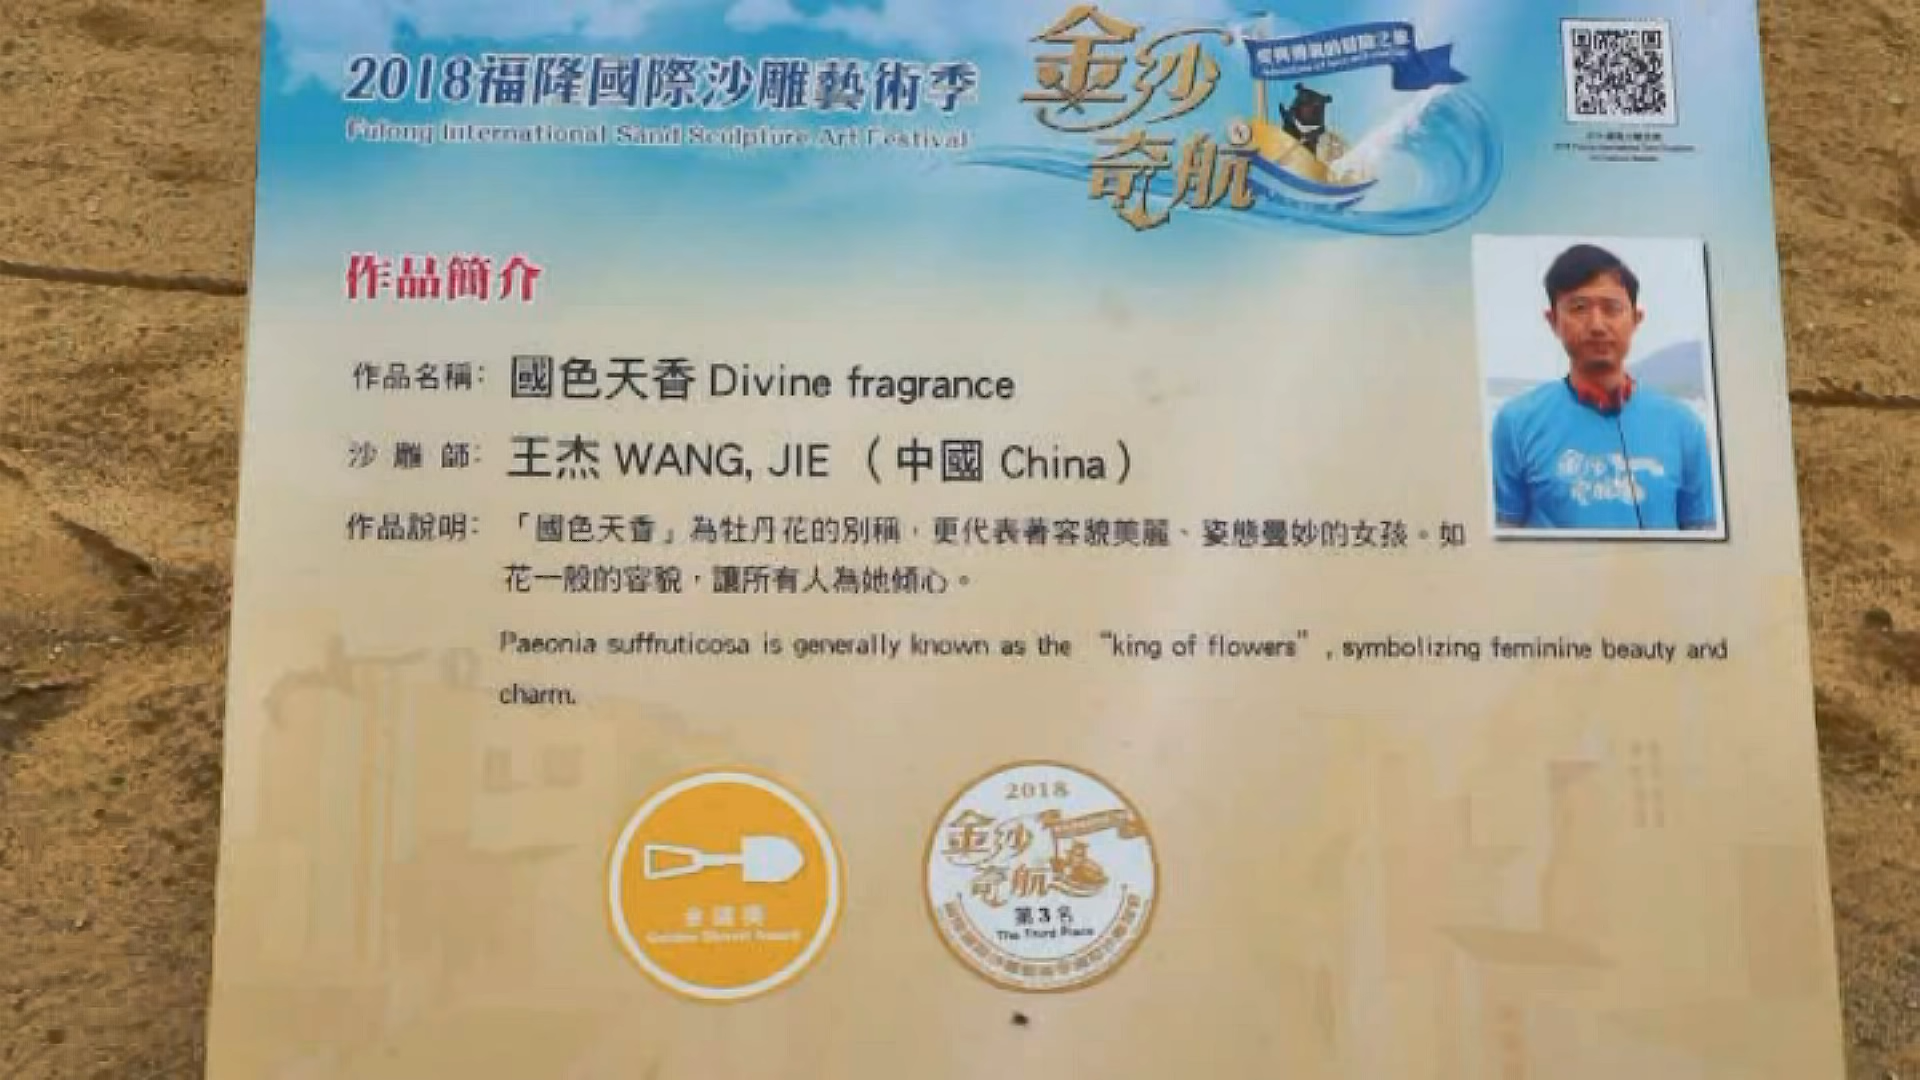 2018福隆國際沙雕藝術季
Fulong International Sand Sculpture Art Festival
金沙
奇航
作品簡介
作品名稱: 國色天香 Divine fragrance
沙雕師: 王杰 WANG, JIE (中國 China)
作品說明: 「國色天香」為牡丹花的別稱,更代表著容貌美麗、姿態曼妙的女孩。如
花一般的容貌,讓所有人為她傾心。
Paeonia suffruticosa is generally known as the “king of flowers”, symbolizing feminine beauty and
charm.
Golden Shovel Award
2018
金沙
奇航
第3名
The Third Place
金沙
奇航